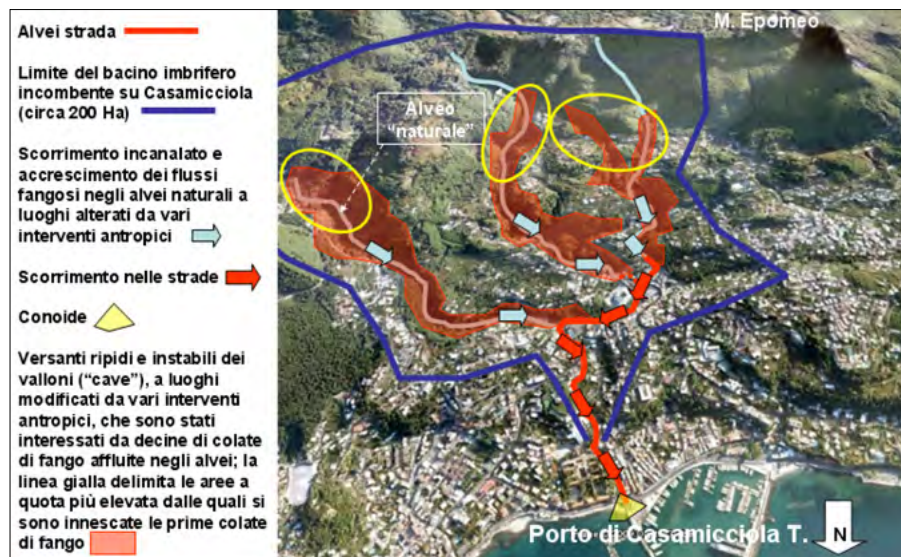 Alvei strada
Limite del bacino imbrifero
incombente su Casamicciola
(circa 200 Ha)
Scorrimento incanalato e
accrescimento dei flussi
fangosi negli alvei naturali a
luoghi alterati da vari
interventi antropici
Scorrimento nelle strade
Conoide
Versanti ripidi e instabili dei
valloni (“cave”), a luoghi
modificati da vari interventi
antropici, che sono stati
interessati da decine di colate
di fango affluite negli alvei; la
linea gialla delimita le aree a
quota più elevata dalle quali si
sono innescate le prime colate
di fango
M. Epomeo
Alveo
“naturale”
Porto di Casamicciola T.
N